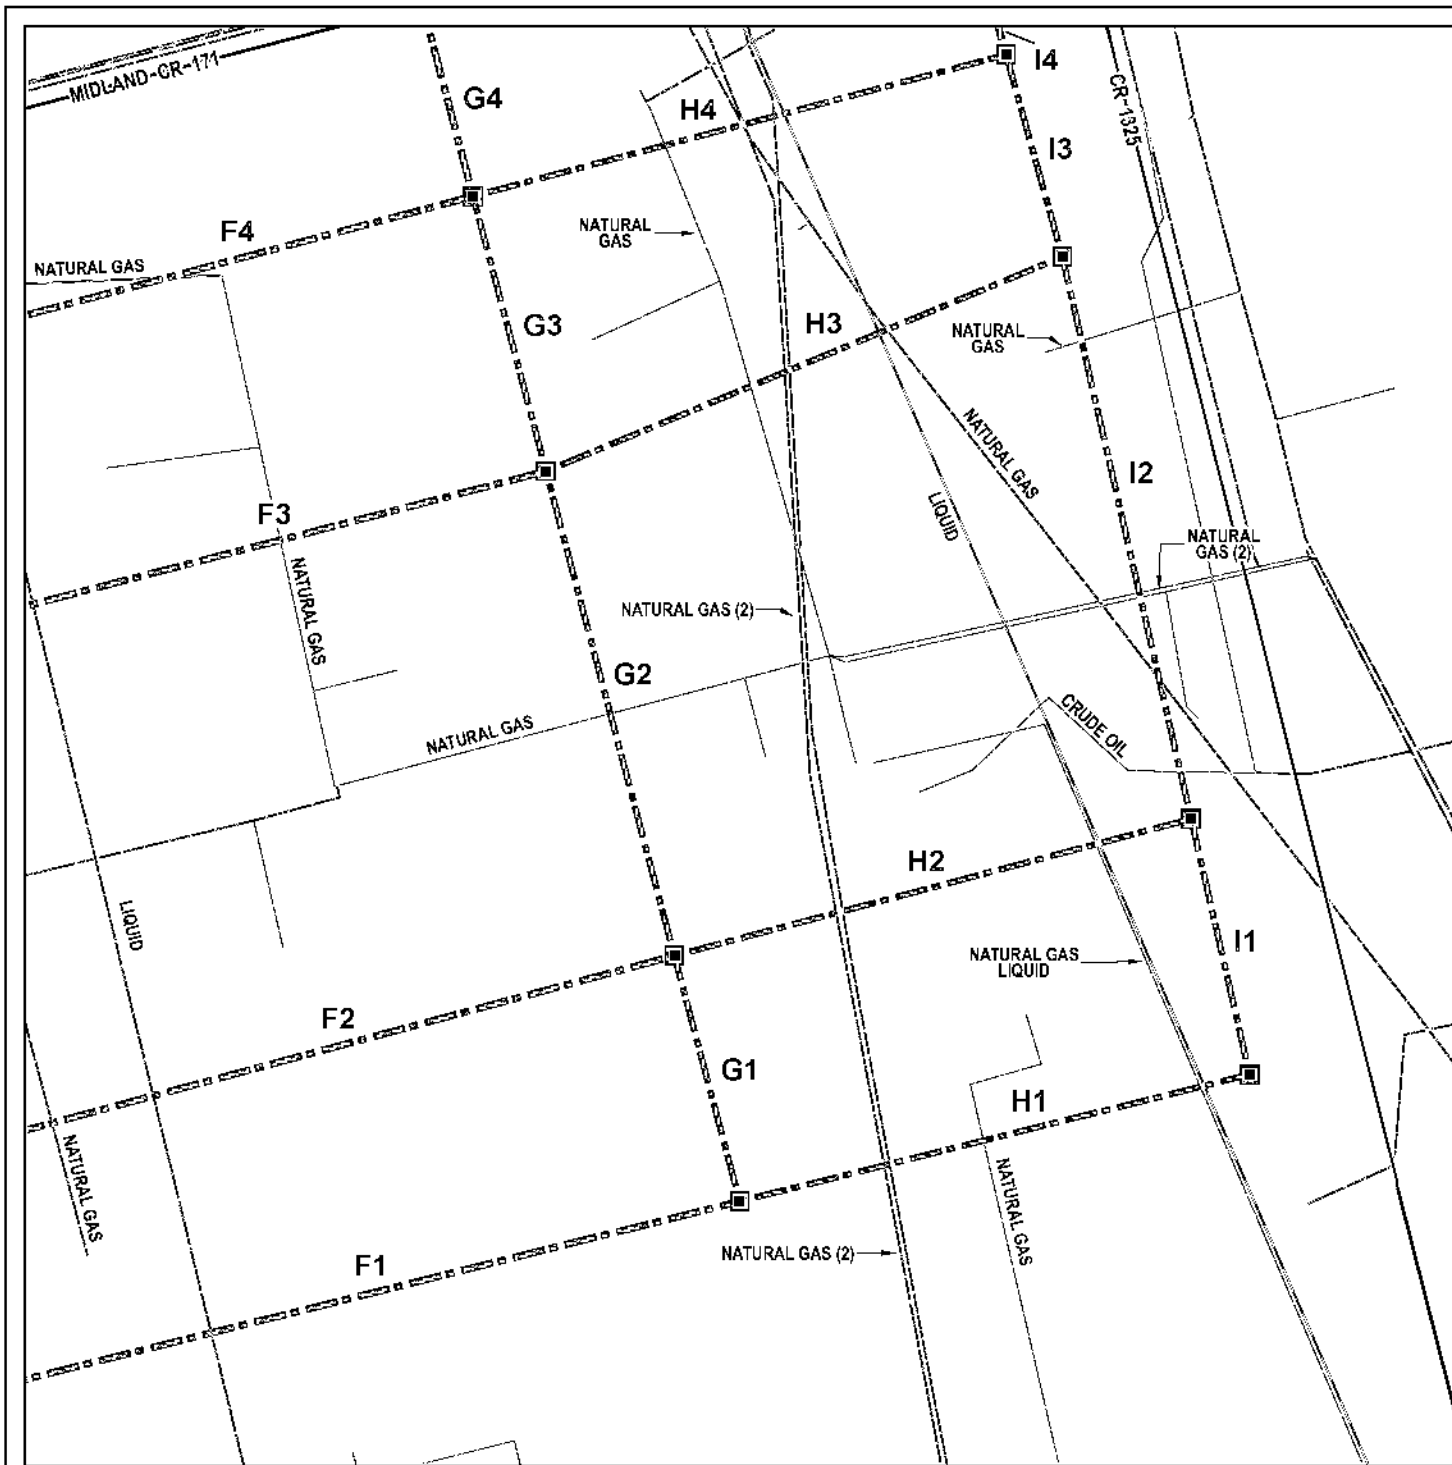 MIDLAND-CR-171
G4
H4
I4
CR-1325
I3
F4
NATURAL
GAS
NATURAL GAS
G3
H3
NATURAL
GAS
I2
NATURAL GAS
LIQUID
F3
NATURAL
GAS (2)
NATURAL GAS
NATURAL GAS (2)
G2
CRUDE OIL
NATURAL GAS
H2
LIQUID
I1
NATURAL GAS
LIQUID
F2
G1
H1
NATURAL GAS
NATURAL GAS
F1
NATURAL GAS (2)